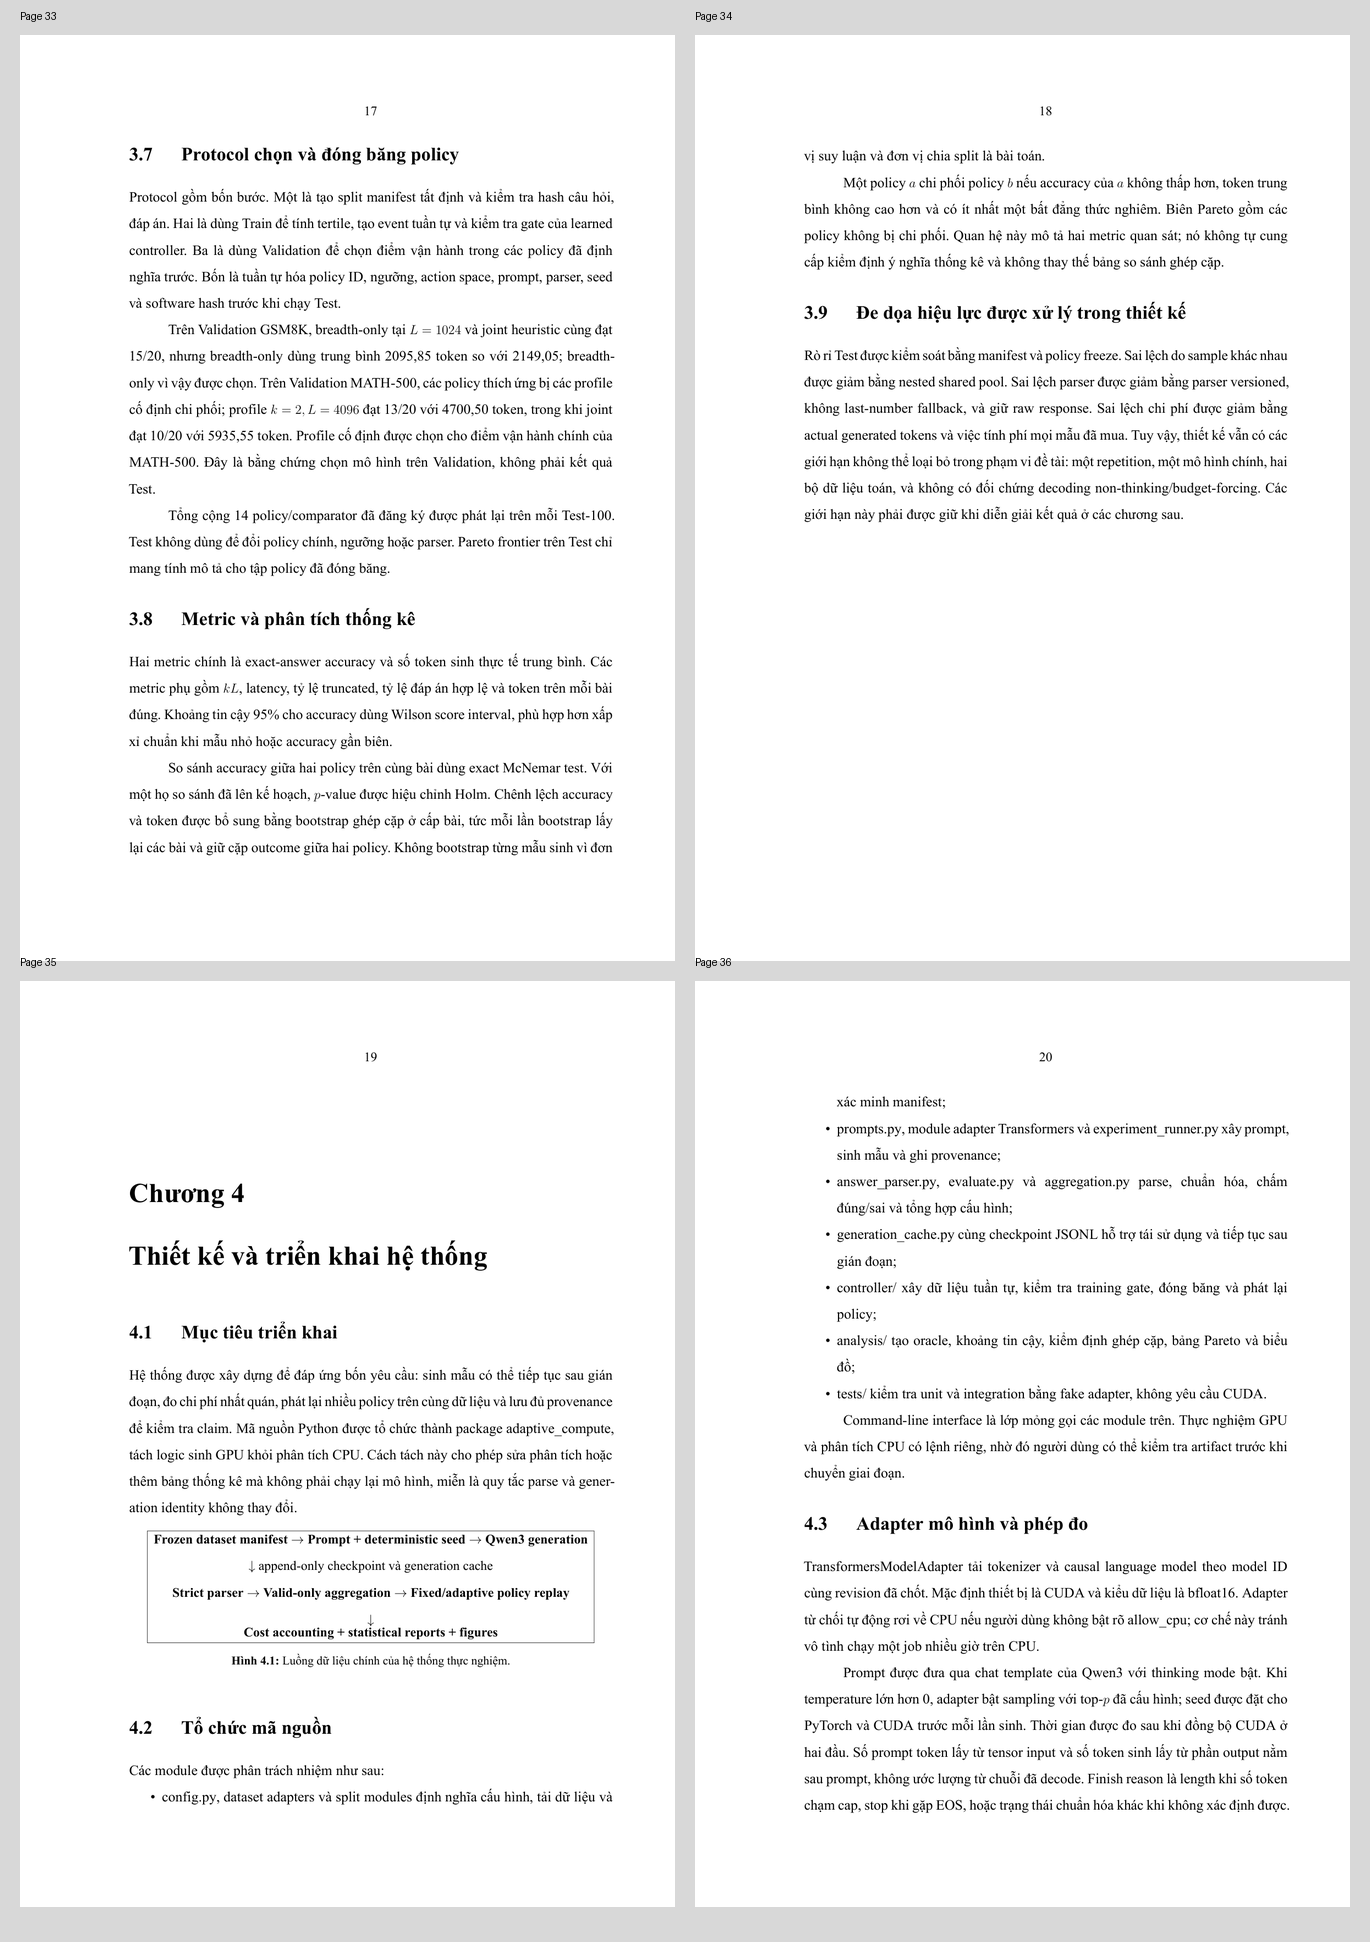 Page 33
17
3.7 Protocol chọn và đóng băng policy
Protocol gồm bốn bước. Một là tạo split manifest tất định và kiểm tra hash câu hỏi,
đáp án. Hai là dùng Train để tính tertile, tạo event tuần tự và kiểm tra gate của learned
controller. Ba là dùng Validation để chọn điểm vận hành trong các policy đã định
nghĩa trước. Bốn là tuần tự hóa policy ID, ngưỡng, action space, prompt, parser, seed
và software hash trước khi chạy Test.
Trên Validation GSM8K, breadth-only tại L = 1024 và joint heuristic cùng đạt
15/20, nhưng breadth-only dùng trung bình 2095,85 token so với 2149,05; breadth-
only vì vậy được chọn. Trên Validation MATH-500, các policy thích ứng bị các profile
cố định chi phối; profile k = 2, L = 4096 đạt 13/20 với 4700,50 token, trong khi joint
đạt 10/20 với 5935,55 token. Profile cố định được chọn cho điểm vận hành chính của
MATH-500. Đây là bằng chứng chọn mô hình trên Validation, không phải kết quả
Test.
Tổng cộng 14 policy/comparator đã đăng ký được phát lại trên mỗi Test-100.
Test không dùng để đổi policy chính, ngưỡng hoặc parser. Pareto frontier trên Test chỉ
mang tính mô tả cho tập policy đã đóng băng.
3.8 Metric và phân tích thống kê
Hai metric chính là exact-answer accuracy và số token sinh thực tế trung bình. Các
metric phụ gồm kL, latency, tỷ lệ truncated, tỷ lệ đáp án hợp lệ và token trên mỗi bài
đúng. Khoảng tin cậy 95% cho accuracy dùng Wilson score interval, phù hợp hơn xấp
xỉ chuẩn khi mẫu nhỏ hoặc accuracy gần biên.
So sánh accuracy giữa hai policy trên cùng bài dùng exact McNemar test. Với
một họ so sánh đã lên kế hoạch, p-value được hiệu chỉnh Holm. Chênh lệch accuracy
và token được bổ sung bằng bootstrap ghép cặp ở cấp bài, tức mỗi lần bootstrap lấy
lại các bài và giữ cặp outcome giữa hai policy. Không bootstrap từng mẫu sinh vì đơn
Page 34
18
vị suy luận và đơn vị chia split là bài toán.
Một policy a chi phối policy b nếu accuracy của a không thấp hơn, token trung
bình không cao hơn và có ít nhất một bất đẳng thức nghiêm. Biên Pareto gồm các
policy không bị chi phối. Quan hệ này mô tả hai metric quan sát; nó không tự cung
cấp kiểm định ý nghĩa thống kê và không thay thế bảng so sánh ghép cặp.
3.9 Đe dọa hiệu lực được xử lý trong thiết kế
Rò rỉ Test được kiểm soát bằng manifest và policy freeze. Sai lệch do sample khác nhau
được giảm bằng nested shared pool. Sai lệch parser được giảm bằng parser versioned,
không last-number fallback, và giữ raw response. Sai lệch chi phí được giảm bằng
actual generated tokens và việc tính phí mọi mẫu đã mua. Tuy vậy, thiết kế vẫn có các
giới hạn không thể loại bỏ trong phạm vi đề tài: một repetition, một mô hình chính, hai
bộ dữ liệu toán, và không có đối chứng decoding non-thinking/budget-forcing. Các
giới hạn này phải được giữ khi diễn giải kết quả ở các chương sau.
Page 35
19
Chương 4
Thiết kế và triển khai hệ thống
4.1 Mục tiêu triển khai
Hệ thống được xây dựng để đáp ứng bốn yêu cầu: sinh mẫu có thể tiếp tục sau gián
đoạn, đo chi phí nhất quán, phát lại nhiều policy trên cùng dữ liệu và lưu đủ provenance
để kiểm tra claim. Mã nguồn Python được tổ chức thành package adaptive_compute,
tách logic sinh GPU khỏi phân tích CPU. Cách tách này cho phép sửa phân tích hoặc
thêm bảng thống kê mà không phải chạy lại mô hình, miễn là quy tắc parse và gener-
ation identity không thay đổi.
Frozen dataset manifest → Prompt + deterministic seed → Qwen3 generation
↓ append-only checkpoint và generation cache
Strict parser → Valid-only aggregation → Fixed/adaptive policy replay
↓
Cost accounting + statistical reports + figures
Hình 4.1: Luồng dữ liệu chính của hệ thống thực nghiệm.
4.2 Tổ chức mã nguồn
Các module được phân trách nhiệm như sau:
• config.py, dataset adapters và split modules định nghĩa cấu hình, tải dữ liệu và
Page 36
20
xác minh manifest;
• prompts.py, module adapter Transformers và experiment_runner.py xây prompt,
sinh mẫu và ghi provenance;
• answer_parser.py, evaluate.py và aggregation.py parse, chuẩn hóa, chấm
đúng/sai và tổng hợp cấu hình;
• generation_cache.py cùng checkpoint JSONL hỗ trợ tái sử dụng và tiếp tục sau
gián đoạn;
• controller/ xây dữ liệu tuần tự, kiểm tra training gate, đóng băng và phát lại
policy;
• analysis/ tạo oracle, khoảng tin cậy, kiểm định ghép cặp, bảng Pareto và biểu
đồ;
• tests/ kiểm tra unit và integration bằng fake adapter, không yêu cầu CUDA.
Command-line interface là lớp mỏng gọi các module trên. Thực nghiệm GPU
và phân tích CPU có lệnh riêng, nhờ đó người dùng có thể kiểm tra artifact trước khi
chuyển giai đoạn.
4.3 Adapter mô hình và phép đo
TransformersModelAdapter tải tokenizer và causal language model theo model ID
cùng revision đã chốt. Mặc định thiết bị là CUDA và kiểu dữ liệu là bfloat16. Adapter
từ chối tự động rơi về CPU nếu người dùng không bật rõ allow_cpu; cơ chế này tránh
vô tình chạy một job nhiều giờ trên CPU.
Prompt được đưa qua chat template của Qwen3 với thinking mode bật. Khi
temperature lớn hơn 0, adapter bật sampling với top-p đã cấu hình; seed được đặt cho
PyTorch và CUDA trước mỗi lần sinh. Thời gian được đo sau khi đồng bộ CUDA ở
hai đầu. Số prompt token lấy từ tensor input và số token sinh lấy từ phần output nằm
sau prompt, không ước lượng từ chuỗi đã decode. Finish reason là length khi số token
chạm cap, stop khi gặp EOS, hoặc trạng thái chuẩn hóa khác khi không xác định được.